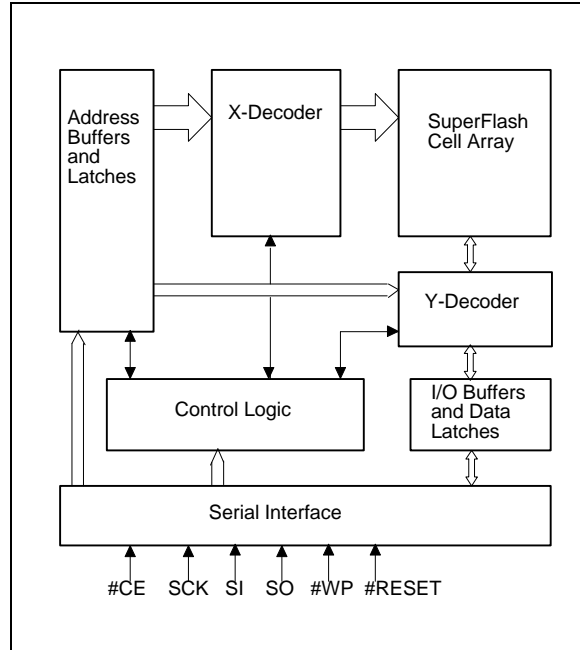 Address
Buffers
and
Latches
X-Decoder
SuperFlash
Cell Array
Y-Decoder
Control Logic
I/O Buffers
and Data
Latches
Serial Interface
#CE SCK SI SO #WP #RESET